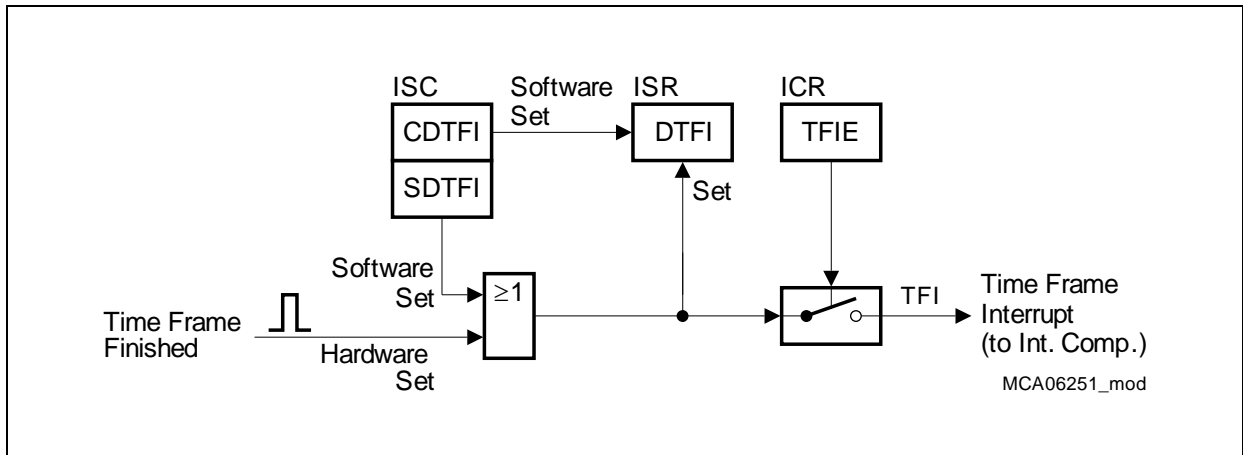 ISC
Software
Set
ISR
ICR
CDTFI
DTFI
TFIE
SDTFI
Set
Software
Set
≥1
TFI
Time Frame
Interrupt
(to Int. Comp.)
Time Frame
Finished
Hardware
Set
MCA06251_mod